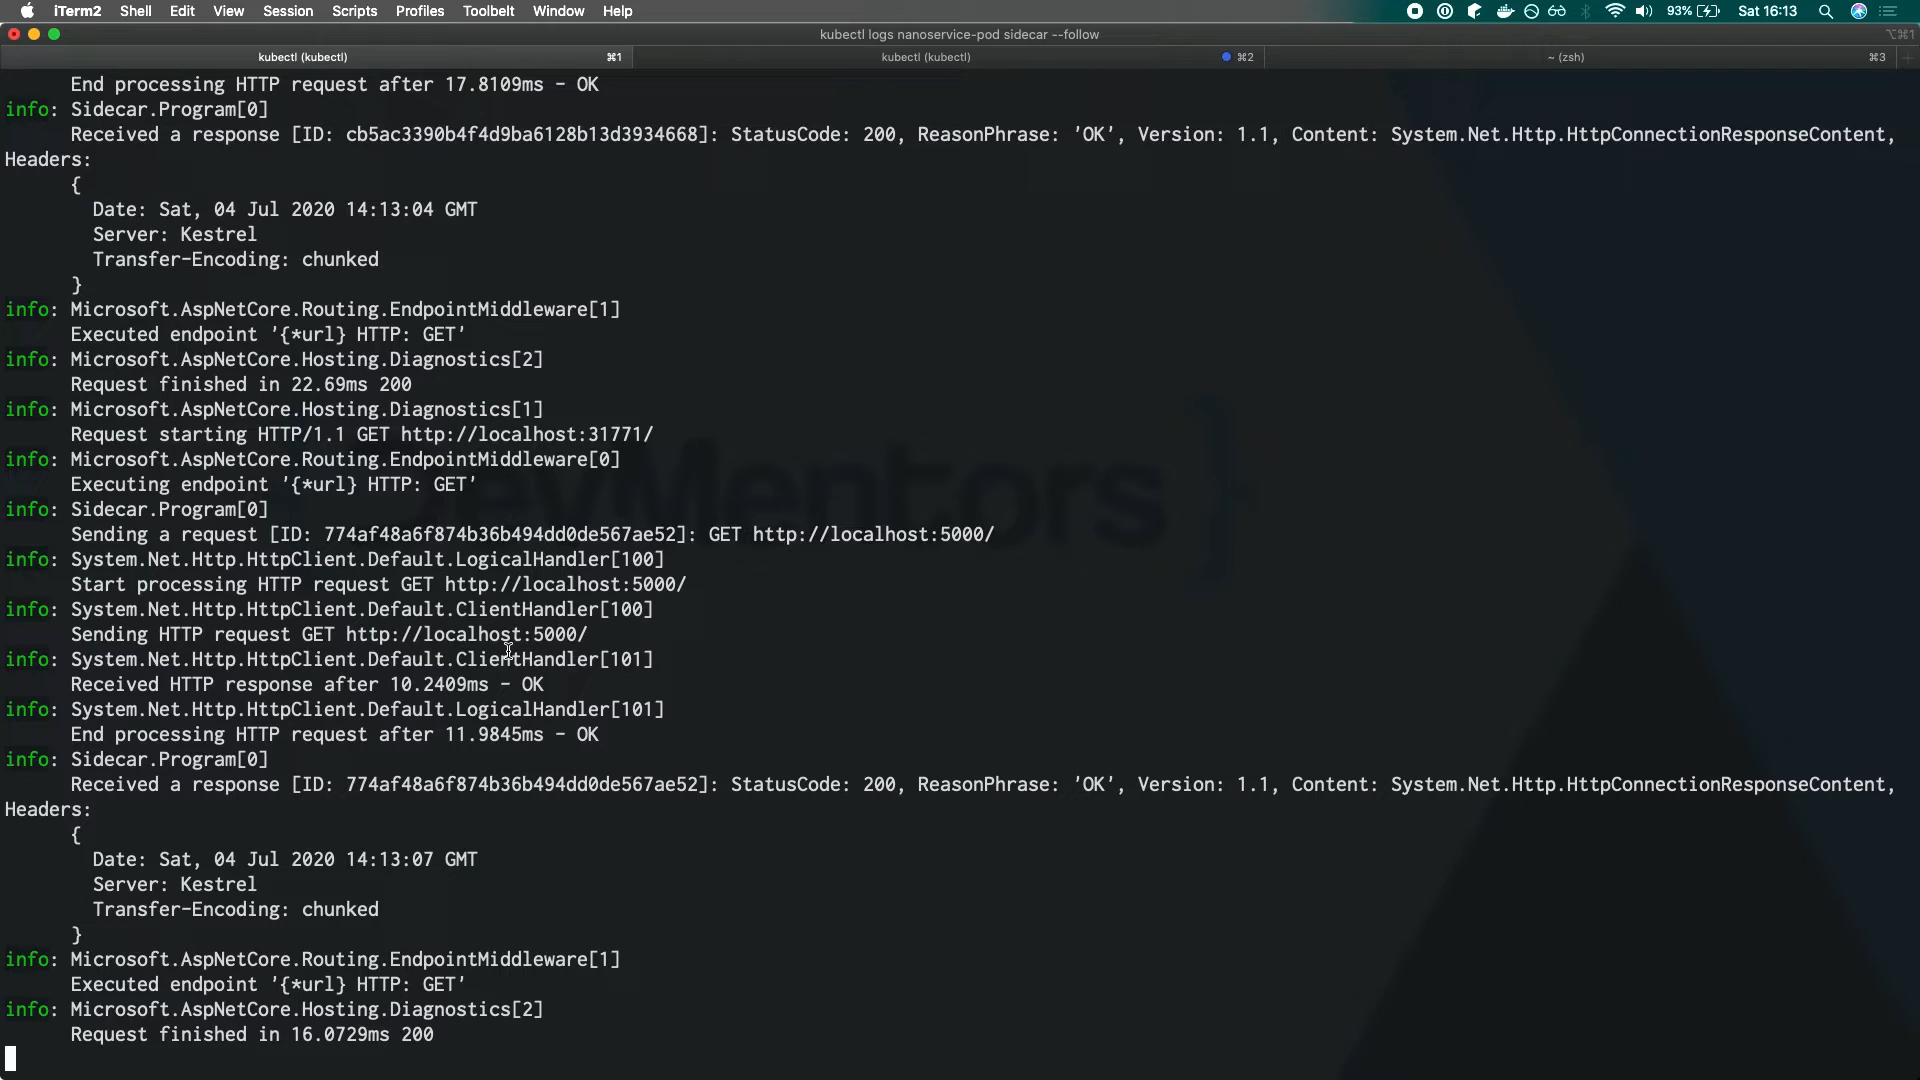 iTerm2 Shell Edit View Session Scripts Profiles Toolbelt Window Help 93% Sat 16:13
kubectl logs nanoservice-pod sidecar --follow ⌥⌘1
kubectl (kubectl) ⌘1 kubectl (kubectl) ⌘2 ~ (zsh) ⌘3
End processing HTTP request after 17.8109ms - OK
info: Sidecar.Program[0]
Received a response [ID: cb5ac3390b4f4d9ba6128b13d3934668]: StatusCode: 200, ReasonPhrase: 'OK', Version: 1.1, Content: System.Net.Http.HttpConnectionResponseContent,
Headers:
{
Date: Sat, 04 Jul 2020 14:13:04 GMT
Server: Kestrel
Transfer-Encoding: chunked
}
info: Microsoft.AspNetCore.Routing.EndpointMiddleware[1]
Executed endpoint '{*url} HTTP: GET'
info: Microsoft.AspNetCore.Hosting.Diagnostics[2]
Request finished in 22.69ms 200
info: Microsoft.AspNetCore.Hosting.Diagnostics[1]
Request starting HTTP/1.1 GET http://localhost:31771/
info: Microsoft.AspNetCore.Routing.EndpointMiddleware[0]
Executing endpoint '{*url} HTTP: GET'
info: Sidecar.Program[0]
Sending a request [ID: 774af48a6f874b36b494dd0de567ae52]: GET http://localhost:5000/
info: System.Net.Http.HttpClient.Default.LogicalHandler[100]
Start processing HTTP request GET http://localhost:5000/
info: System.Net.Http.HttpClient.Default.ClientHandler[100]
Sending HTTP request GET http://localhost:5000/
info: System.Net.Http.HttpClient.Default.ClientHandler[101]
Received HTTP response after 10.2409ms - OK
info: System.Net.Http.HttpClient.Default.LogicalHandler[101]
End processing HTTP request after 11.9845ms - OK
info: Sidecar.Program[0]
Received a response [ID: 774af48a6f874b36b494dd0de567ae52]: StatusCode: 200, ReasonPhrase: 'OK', Version: 1.1, Content: System.Net.Http.HttpConnectionResponseContent,
Headers:
{
Date: Sat, 04 Jul 2020 14:13:07 GMT
Server: Kestrel
Transfer-Encoding: chunked
}
info: Microsoft.AspNetCore.Routing.EndpointMiddleware[1]
Executed endpoint '{*url} HTTP: GET'
info: Microsoft.AspNetCore.Hosting.Diagnostics[2]
Request finished in 16.0729ms 200